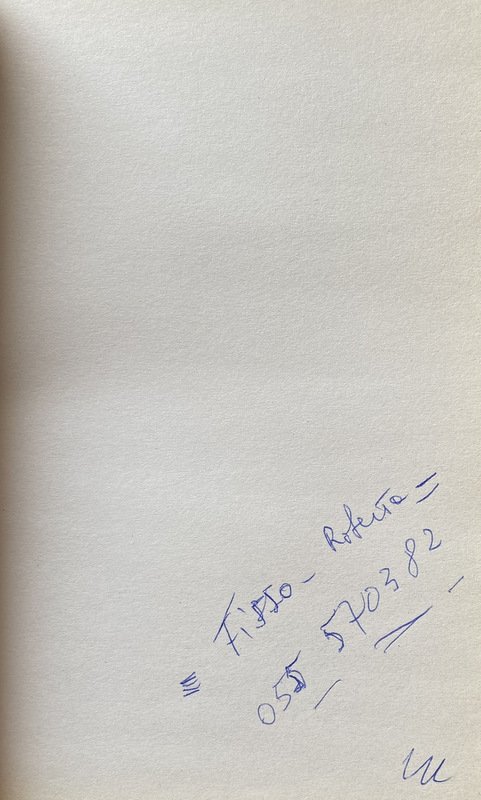 = Fisso - Roberta =
055 570382